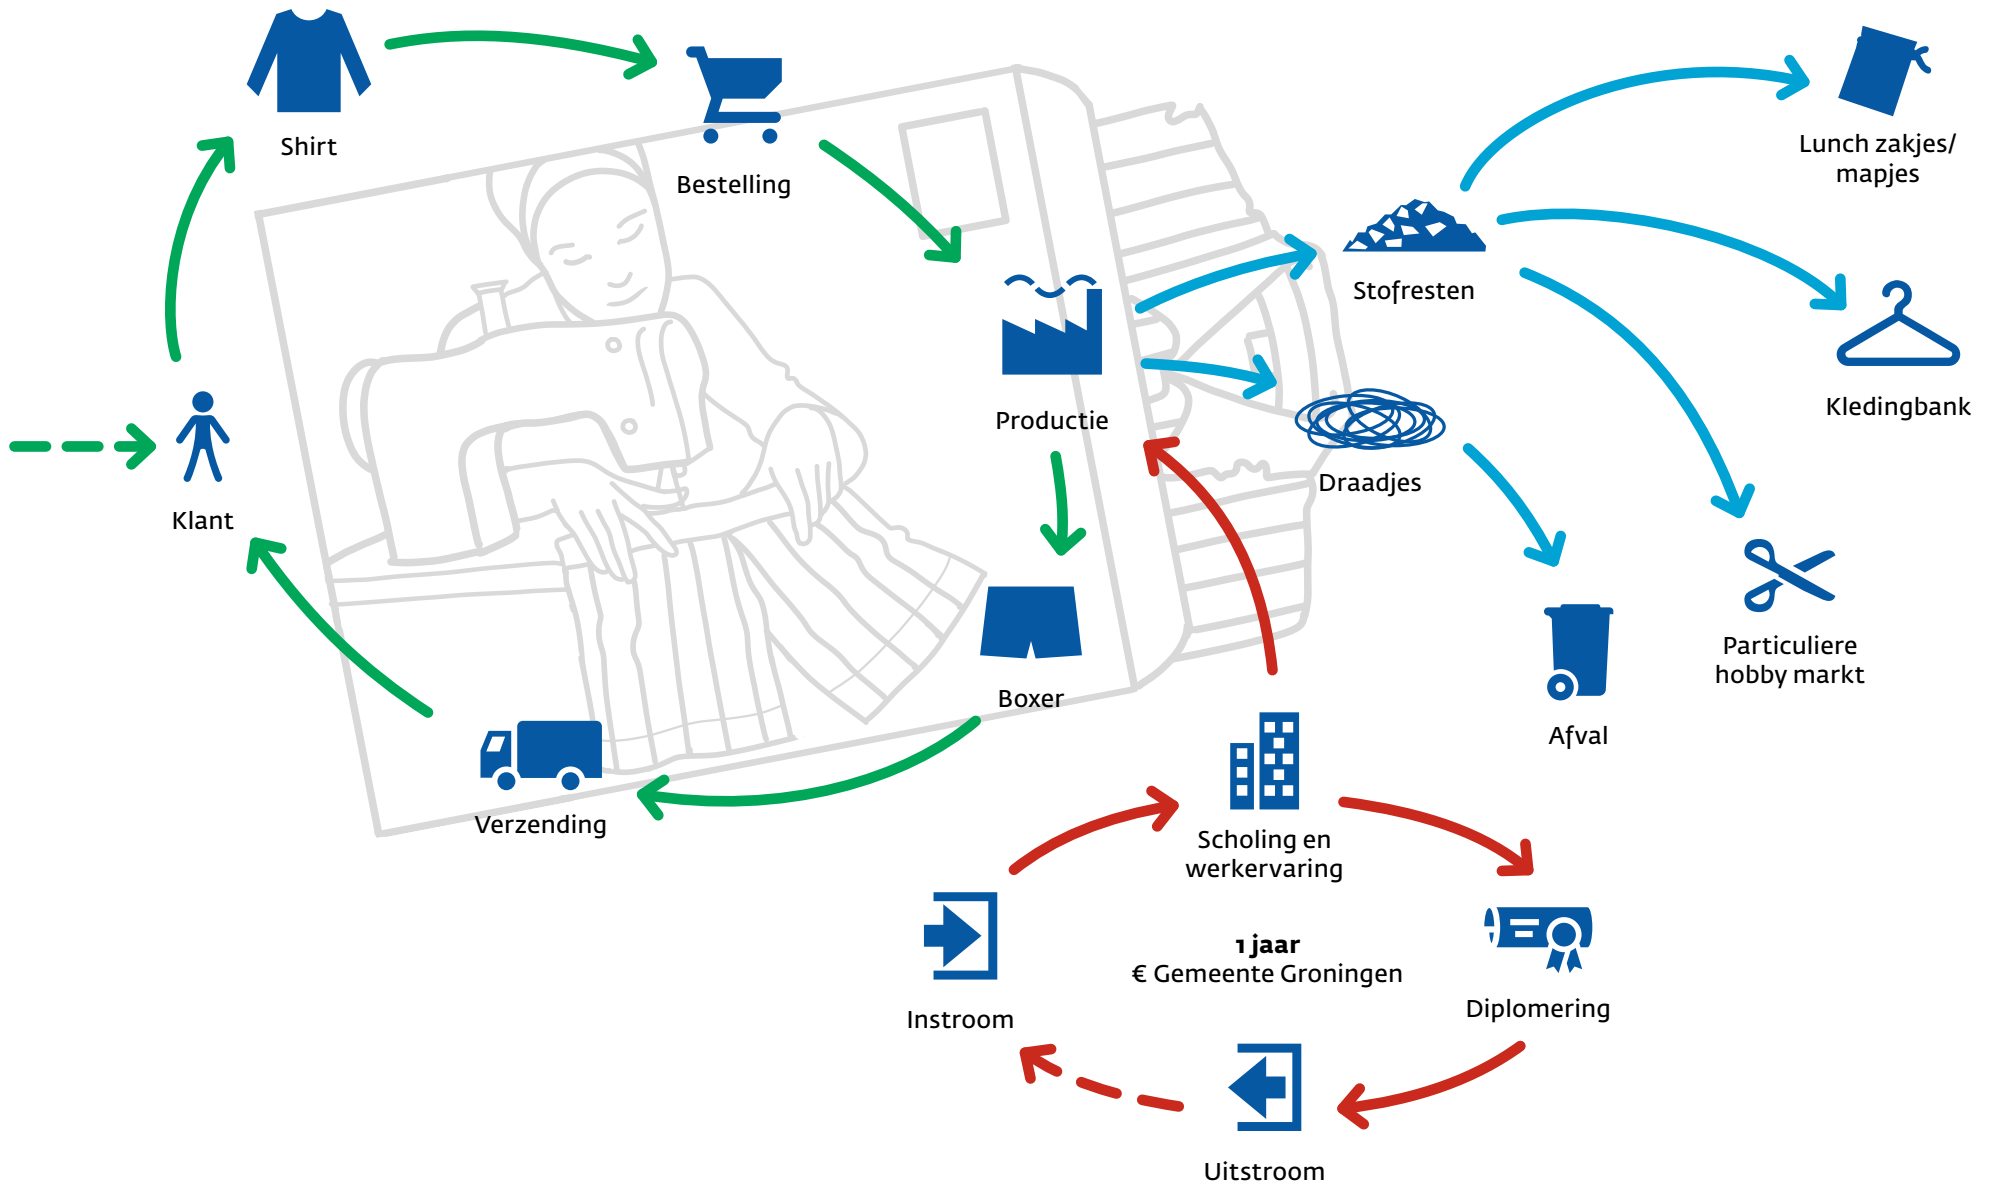 Shirt
Bestelling
Lunch zakjes/
mapjes
Stofresten
Kledingbank
Productie
Draadjes
Klant
Particuliere
hobby markt
Boxer
Afval
Verzending
Scholing en
werkervaring
1 jaar
€ Gemeente Groningen
Instroom
Diplomering
Uitstroom